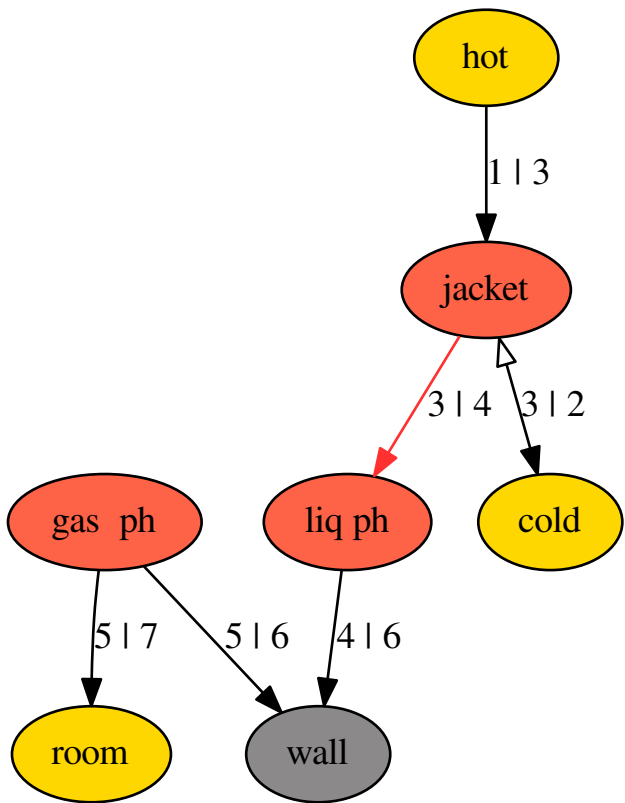 hot
1 | 3
jacket
3 | 4
3 | 2
gas ph
liq ph
cold
5 | 7
5 | 6
4 | 6
room
wall